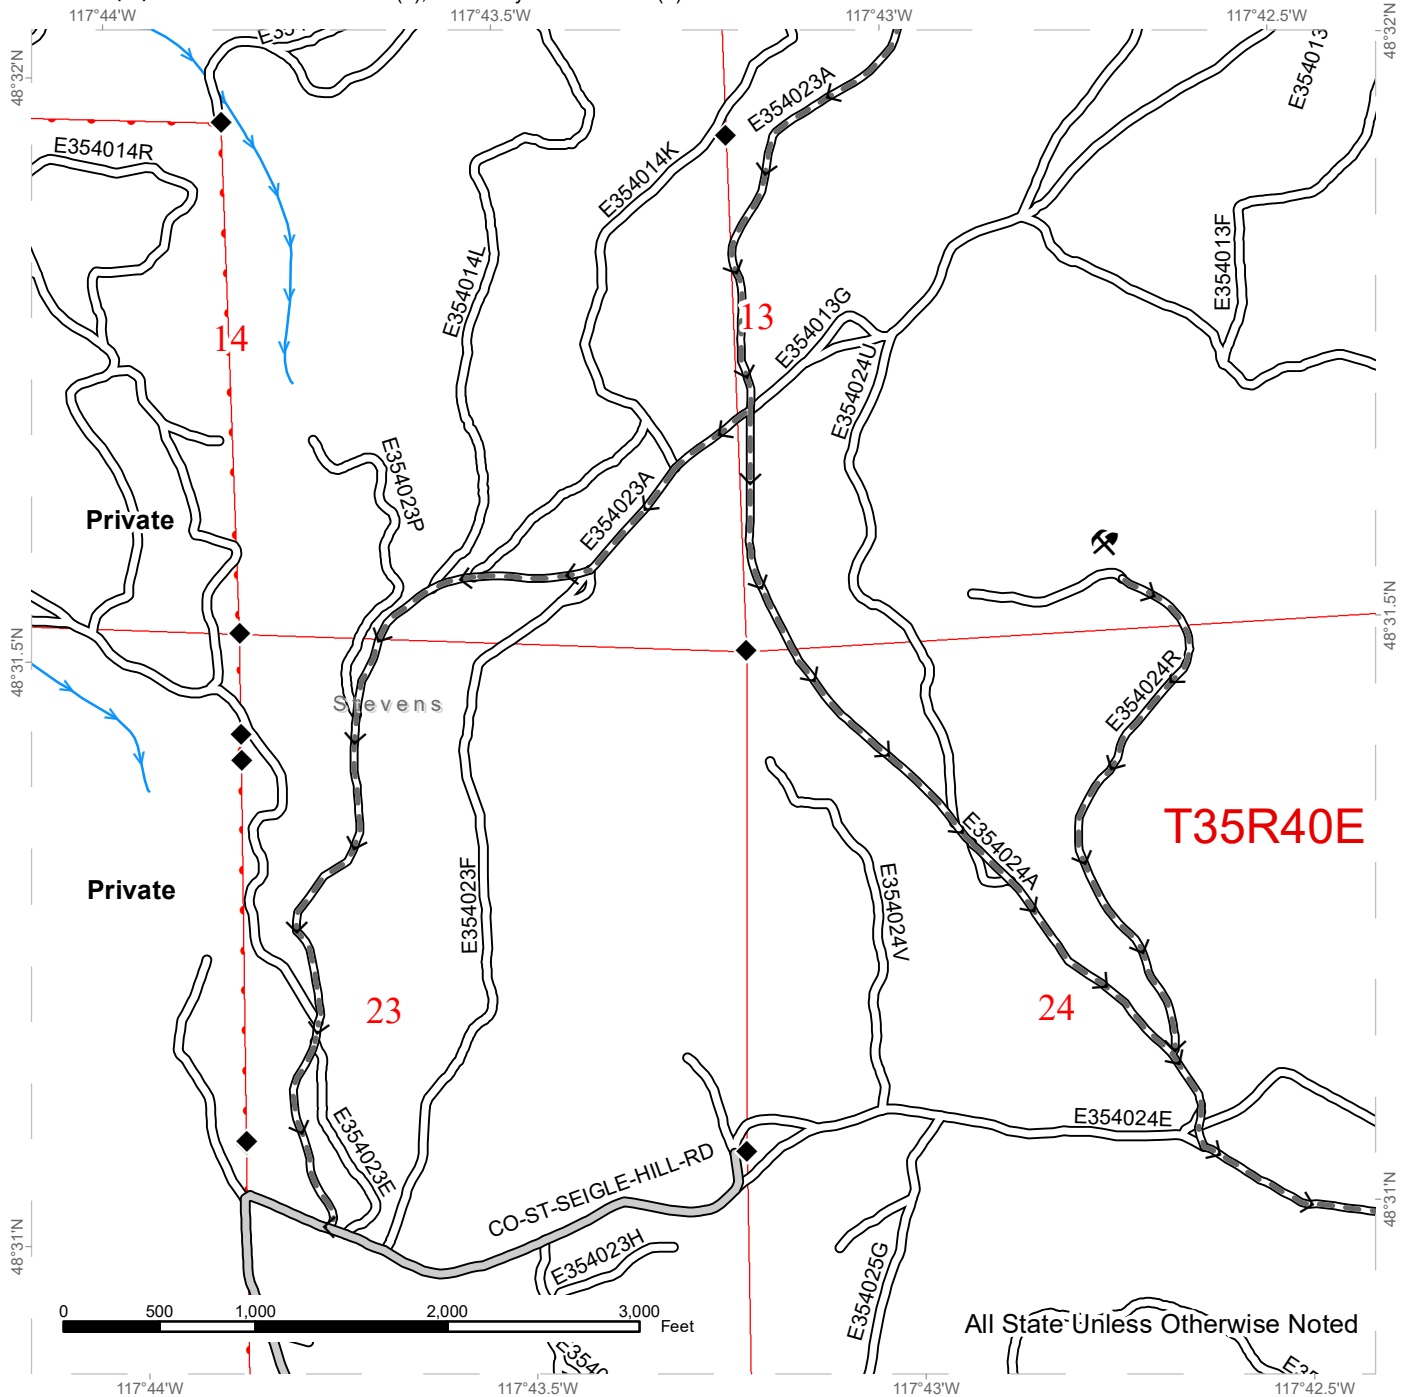 117°44'W
117°43.5'W
117°43'W
117°42.5'W
48°32'N
48°32'N
E354013
E354023A
E354014R
E354014K
E354013F
E354014L
14
13
E354013G
E354024U
E354023P
E354023A
Private
48°31.5'N
48°31.5'N
E354024R
Stevens
T35R40E
E354024A
Private
E354023F
E354024V
23
24
E354023E
E354024E
CO-ST-SEIGLE-HILL-RD
48°31'N
48°31'N
E354023H
E354025G
0 500 1,000 2,000 3,000
Feet
All State Unless Otherwise Noted
117°44'W
117°43.5'W
117°43'W
117°42.5'W